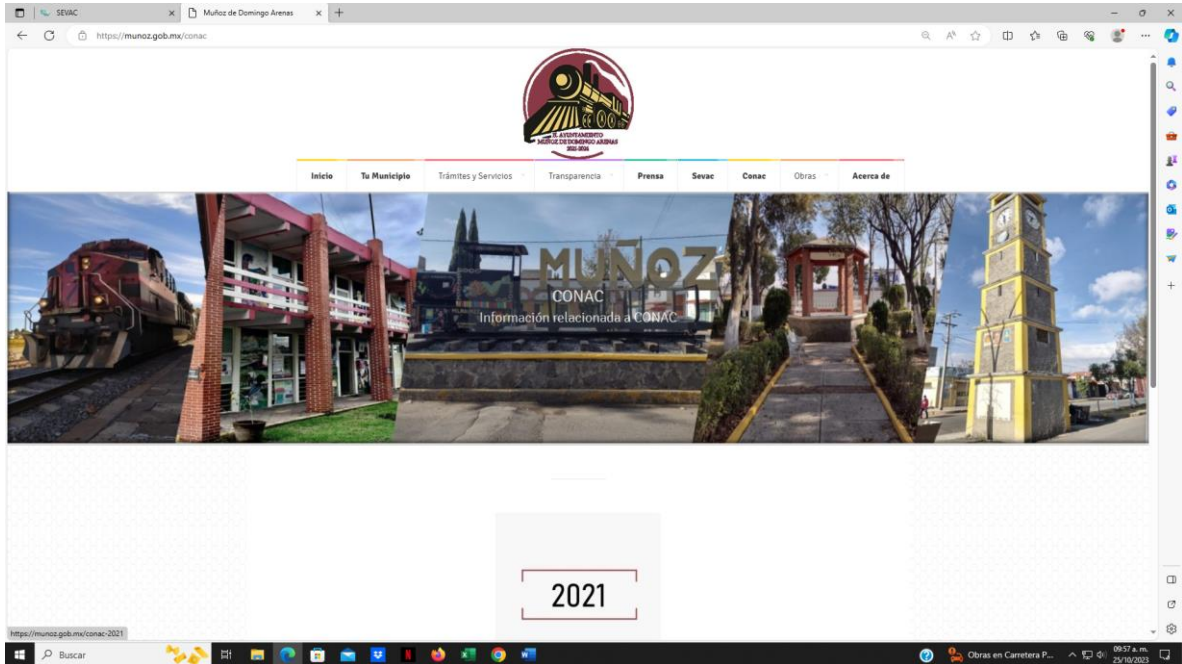 SEVAC
Muñoz de Domingo Arenas
https://munoz.gob.mx/conac
H. AYUNTAMIENTO
MUÑOZ DE DOMINGO ARENAS
2021-2024
Inicio Tu Municipio Trámites y Servicios Transparencia Prensa Sevac Conac Obras Acerca de
MUÑOZ
CONAC
Información relacionada a CONAC
2021
https://munoz.gob.mx/conac-2021
Buscar
Obras en Carretera P...
09:57 a. m.
25/10/2023